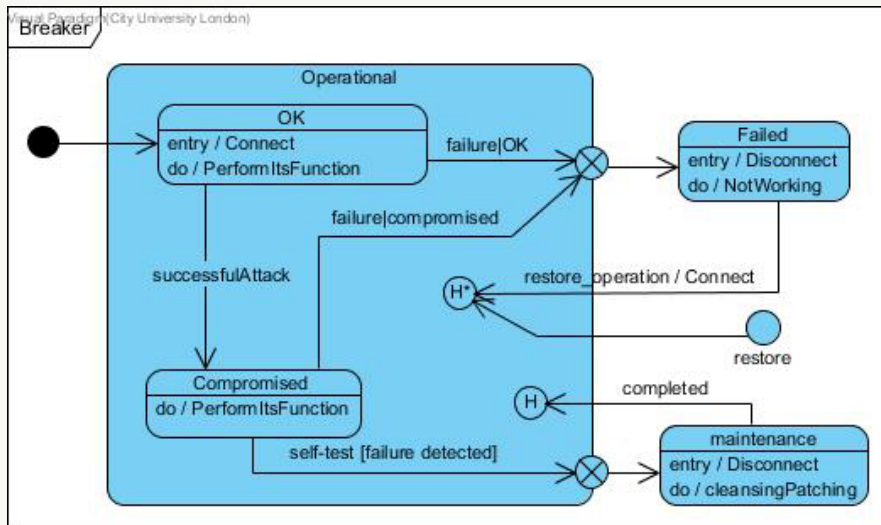 Visual Paradigm(City University London)
Breaker
Operational
OK
entry / Connect
do / PerformItsFunction
failure|OK
Failed
entry / Disconnect
do / NotWorking
failure|compromised
successfulAttack
restore_operation / Connect
H*
restore
Compromised
do / PerformItsFunction
H
completed
self-test [failure detected]
maintenance
entry / Disconnect
do / cleansingPatching